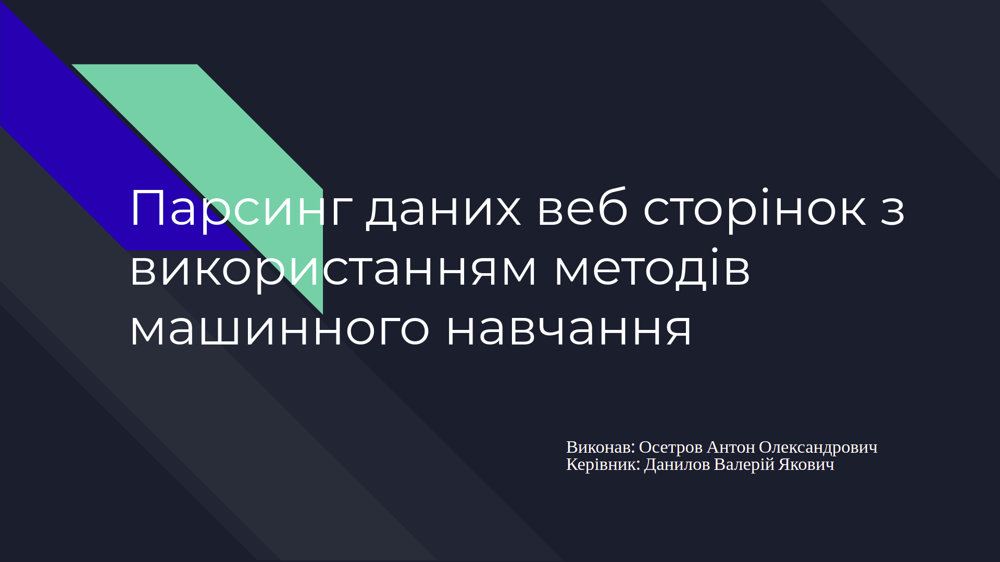 Парсинг даних веб сторінок з
використанням методів
машинного навчання
Виконав: Осетров Антон Олександрович
Керівник: Данилов Валерій Якович